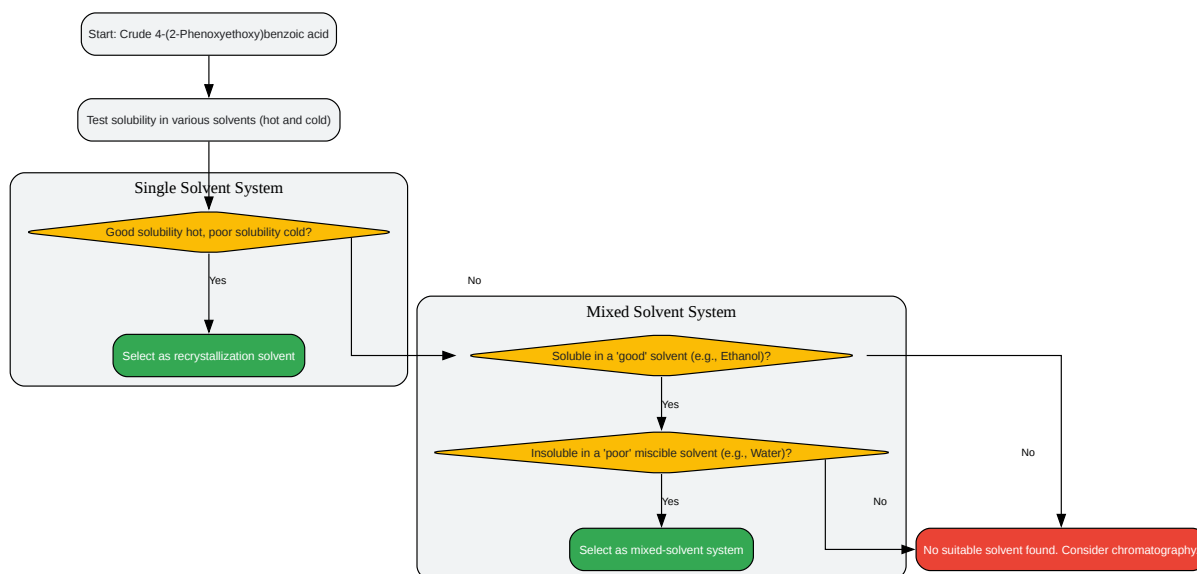 Start: Crude 4-(2-Phenoxyethoxy)benzoic acid
Test solubility in various solvents (hot and cold)
Single Solvent System
Good solubility hot, poor solubility cold?
Yes
No
Select as recrystallization solvent
Mixed Solvent System
Soluble in a 'good' solvent (e.g., Ethanol)?
Yes
No
Insoluble in a 'poor' miscible solvent (e.g., Water)?
Yes
No
Select as mixed-solvent system
No suitable solvent found. Consider chromatography